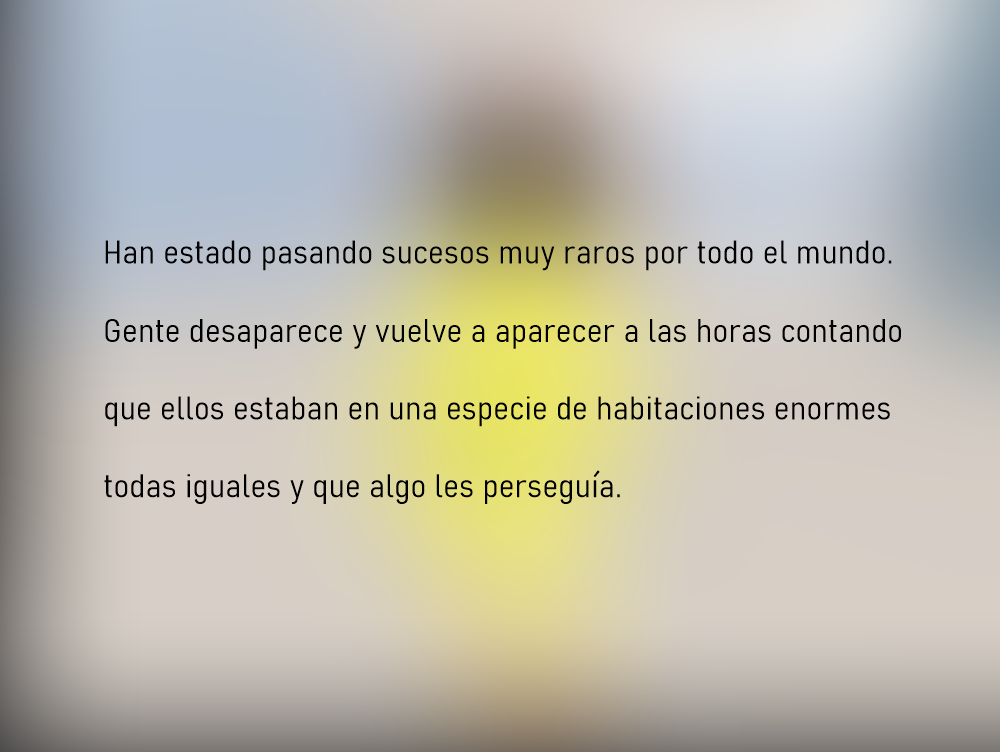 Han estado pasando sucesos muy raros por todo el mundo.
Gente desaparece y vuelve a aparecer a las horas contando
que ellos estaban en una especie de habitaciones enormes
todas iguales y que algo les perseguía.